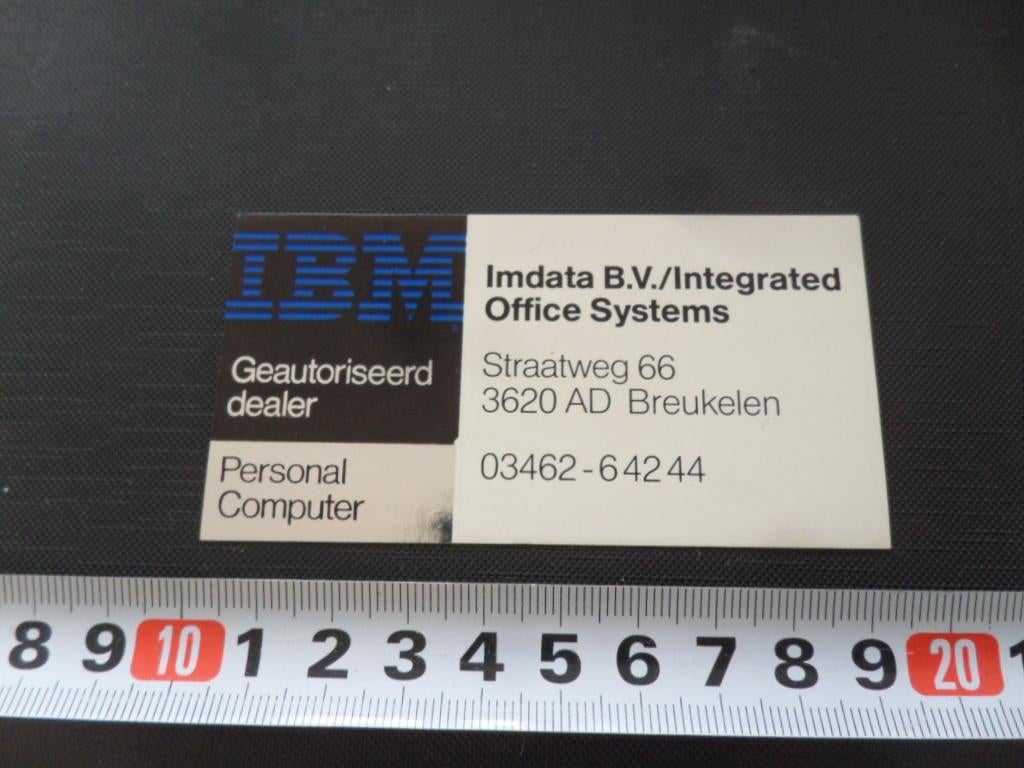 IBM
Geautoriseerd
dealer
Personal
Computer
Imdata B.V./Integrated
Office Systems
Straatweg 66
3620 AD Breukelen
03462-64244
8 9 10 1 2 3 4 5 6 7 8 9 20 1